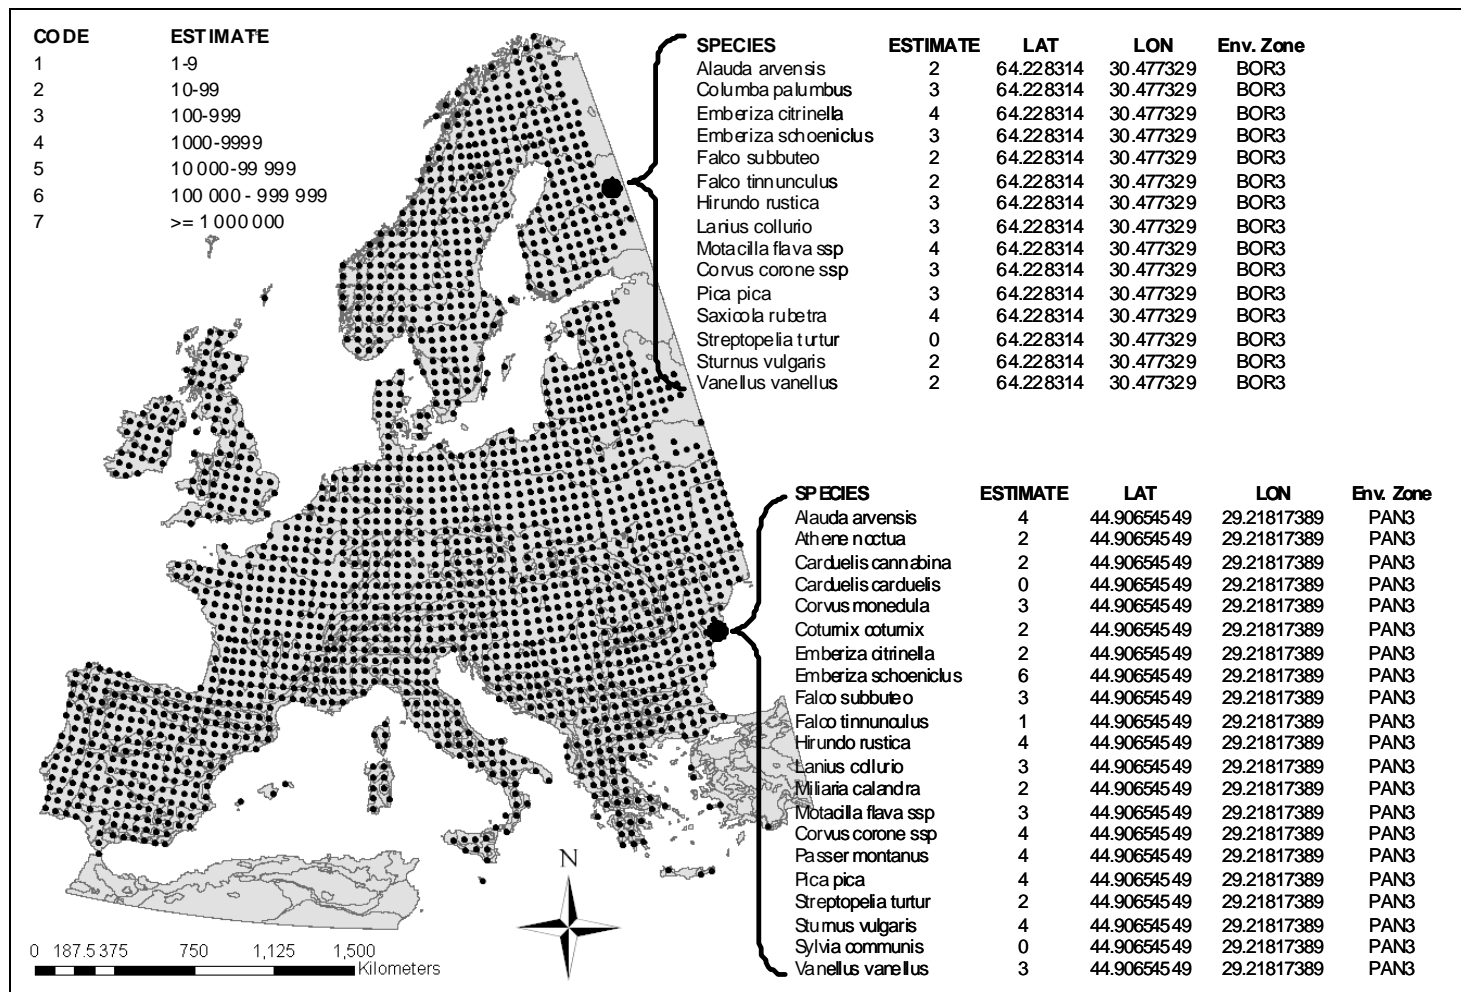 CODE ESTIMATE
1 1-9
2 10-99
3 100-999
4 1000-9999
5 10 000-99 999
6 100 000 - 999 999
7 >= 1 000 000
SPECIES ESTIMATE LAT LON Env. Zone
Alauda arvensis 2 64.228314 30.477329 BOR3
Columba palumbus 3 64.228314 30.477329 BOR3
Emberiza citrinella 4 64.228314 30.477329 BOR3
Emberiza schoeniclus 3 64.228314 30.477329 BOR3
Falco subbuteo 2 64.228314 30.477329 BOR3
Falco tinnunculus 2 64.228314 30.477329 BOR3
Hirundo rustica 3 64.228314 30.477329 BOR3
Lanius collurio 3 64.228314 30.477329 BOR3
Motacilla flava ssp 4 64.228314 30.477329 BOR3
Corvus corone ssp 3 64.228314 30.477329 BOR3
Pica pica 3 64.228314 30.477329 BOR3
Saxicola rubetra 4 64.228314 30.477329 BOR3
Streptopelia turtur 0 64.228314 30.477329 BOR3
Sturnus vulgaris 2 64.228314 30.477329 BOR3
Vanellus vanellus 2 64.228314 30.477329 BOR3
SPECIES ESTIMATE LAT LON Env. Zone
Alauda arvensis 4 44.90654549 29.21817389 PAN3
Athene noctua 2 44.90654549 29.21817389 PAN3
Carduelis cannabina 2 44.90654549 29.21817389 PAN3
Carduelis carduelis 0 44.90654549 29.21817389 PAN3
Corvus monedula 3 44.90654549 29.21817389 PAN3
Coturnix coturnix 2 44.90654549 29.21817389 PAN3
Emberiza citrinella 2 44.90654549 29.21817389 PAN3
Emberiza schoeniclus 6 44.90654549 29.21817389 PAN3
Falco subbuteo 3 44.90654549 29.21817389 PAN3
Falco tinnunculus 1 44.90654549 29.21817389 PAN3
Hirundo rustica 4 44.90654549 29.21817389 PAN3
Lanius collurio 3 44.90654549 29.21817389 PAN3
Miliaria calandra 2 44.90654549 29.21817389 PAN3
Motacilla flava ssp 3 44.90654549 29.21817389 PAN3
Corvus corone ssp 4 44.90654549 29.21817389 PAN3
Passer montanus 4 44.90654549 29.21817389 PAN3
Pica pica 4 44.90654549 29.21817389 PAN3
Streptopelia turtur 2 44.90654549 29.21817389 PAN3
Sturnus vulgaris 4 44.90654549 29.21817389 PAN3
Sylvia communis 0 44.90654549 29.21817389 PAN3
Vanellus vanellus 3 44.90654549 29.21817389 PAN3
N
0 187.5 375 750 1,125 1,500
Kilometers